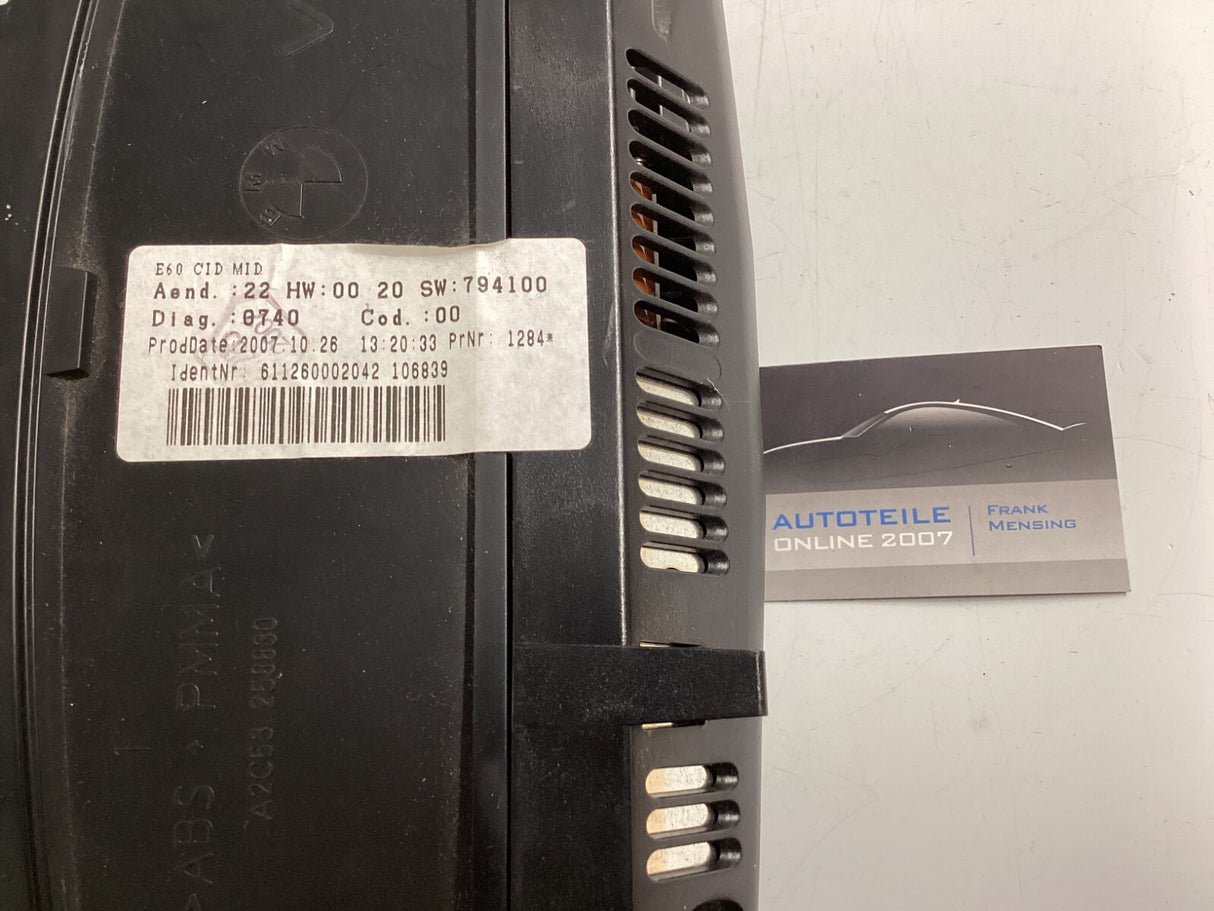 BMW
E60 CID MID
Aend. :22 HW:00 20 SW:794100
Diag. :0740 Cod. :00
ProdDate:2007.10.26 13:20:33 PrNr: 1284*
IdentNr: 611260002042 106839
>ABS+PMMA<
A2C53 258830
AUTOTEILE
ONLINE 2007
FRANK
MENSING